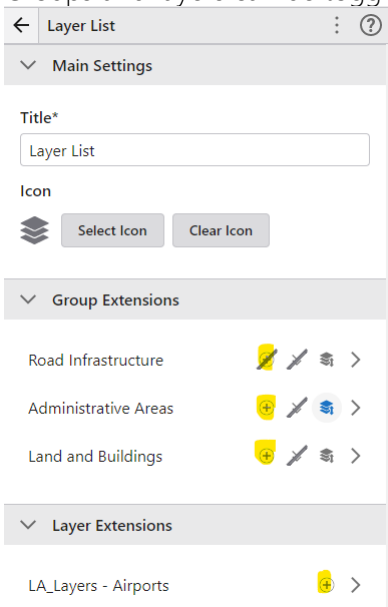 Layer List
Main Settings
Title*
Layer List
Icon
Select Icon Clear Icon
Group Extensions
Road Infrastructure
Administrative Areas
Land and Buildings
Layer Extensions
LA_Layers - Airports